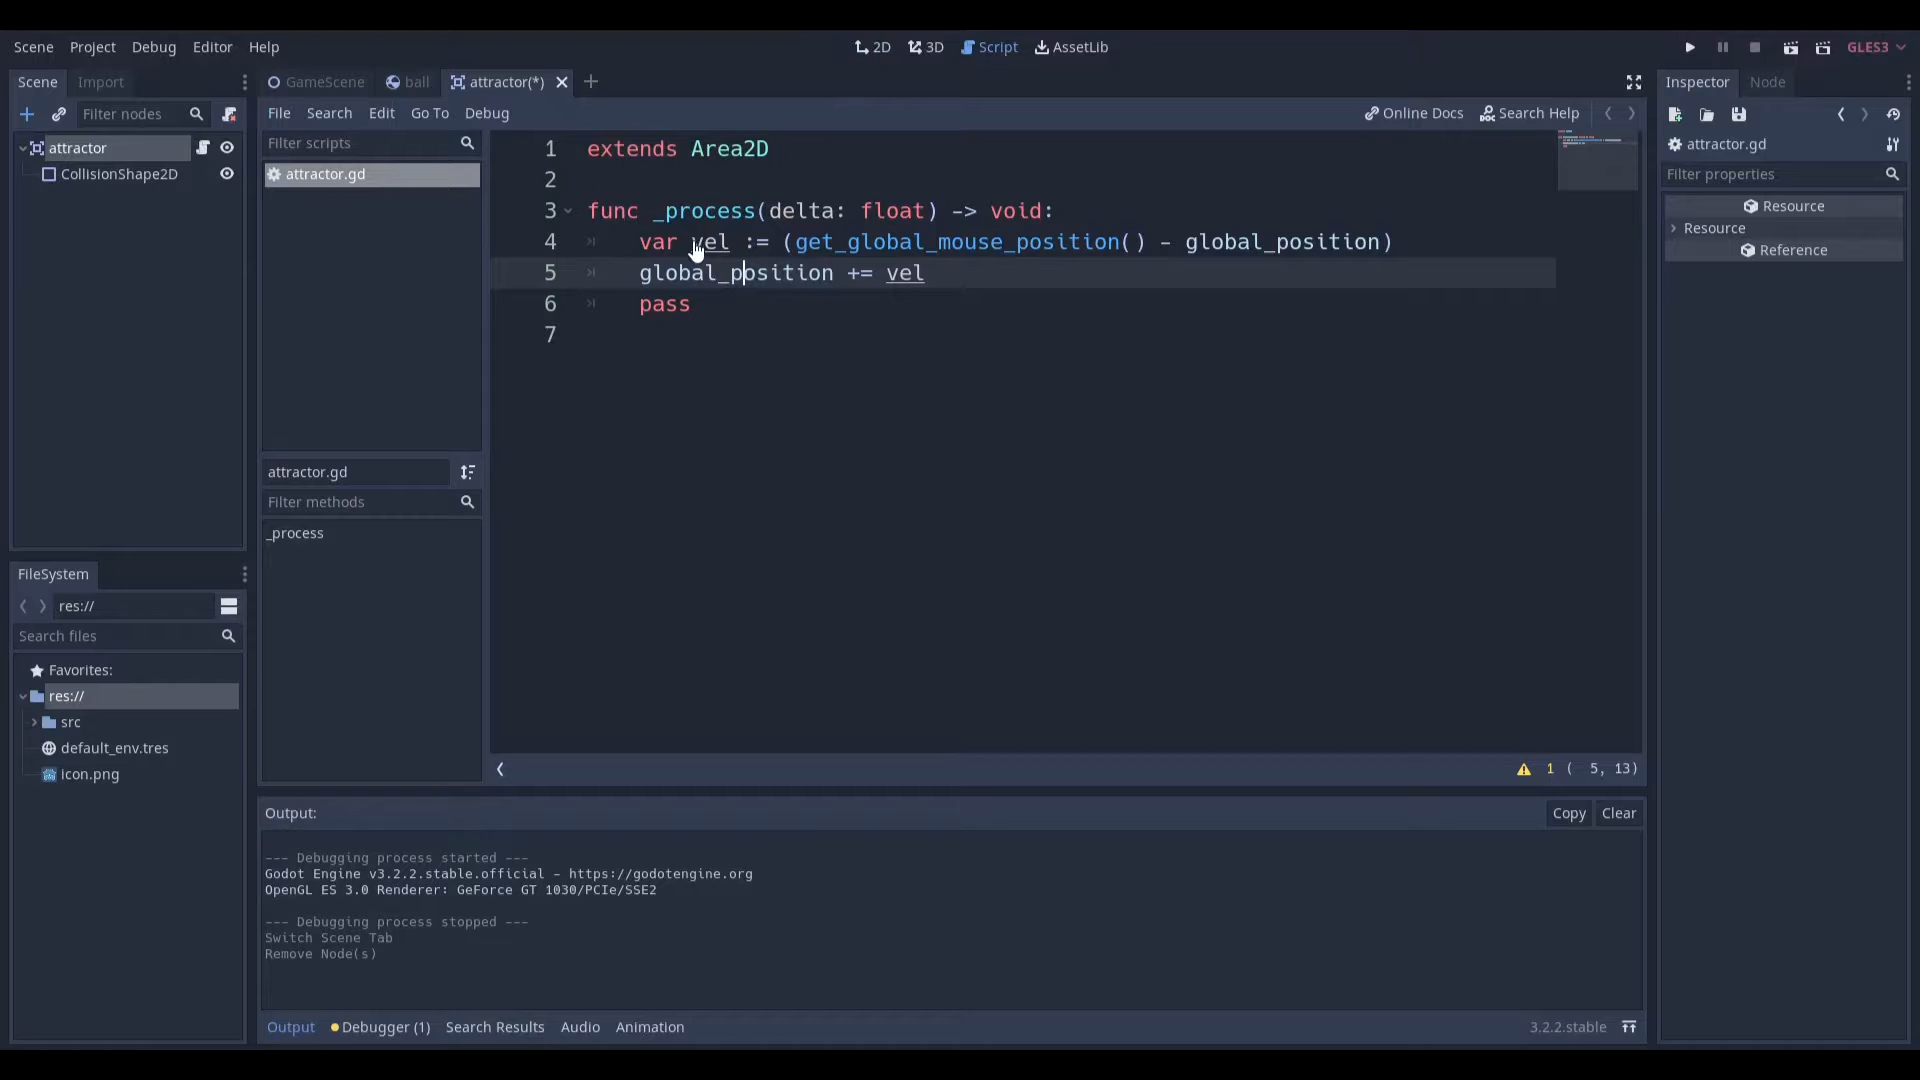 Scene Project Debug Editor Help 2D 3D Script AssetLib GLES3
Scene Import GameScene ball attractor(*) Inspector Node
Filter nodes File Search Edit Go To Debug Online Docs Search Help
attractor Filter scripts attractor.gd
CollisionShape2D attractor.gd Filter properties
Resource
Resource
Reference
1 extends Area2D
2
3 func _process(delta: float) -> void:
4 var vel := (get_global_mouse_position() - global_position)
5 global_position += vel
6 pass
7
attractor.gd
Filter methods
_process
FileSystem
res://
Search files
Favorites:
res://
src
default_env.tres
icon.png
1 ( 5, 13)
Output: Copy Clear
--- Debugging process started ---
Godot Engine v3.2.2.stable.official - https://godotengine.org
OpenGL ES 3.0 Renderer: GeForce GT 1030/PCIe/SSE2
--- Debugging process stopped ---
Switch Scene Tab
Remove Node(s)
Output Debugger (1) Search Results Audio Animation 3.2.2.stable